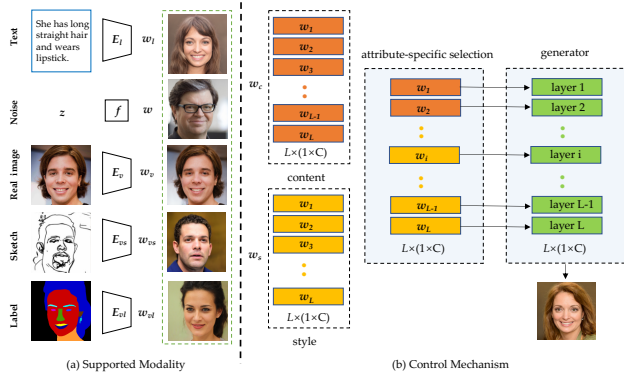 Text
She has long
straight hair
and wears
lipstick.
E_l
w_l
Noise
z
f
w
Real image
E_v
w_v
Sketch
E_vs
w_vs
Label
E_vl
w_vl
(a) Supported Modality
w_c
w_1
w_2
w_3
w_L-1
w_L
L×(1×C)
content
w_s
w_1
w_2
w_3
w_L
L×(1×C)
style
attribute-specific selection
w_1
w_2
w_i
w_L-1
w_L
L×(1×C)
generator
layer 1
layer 2
layer i
layer L-1
layer L
L×(1×C)
(b) Control Mechanism